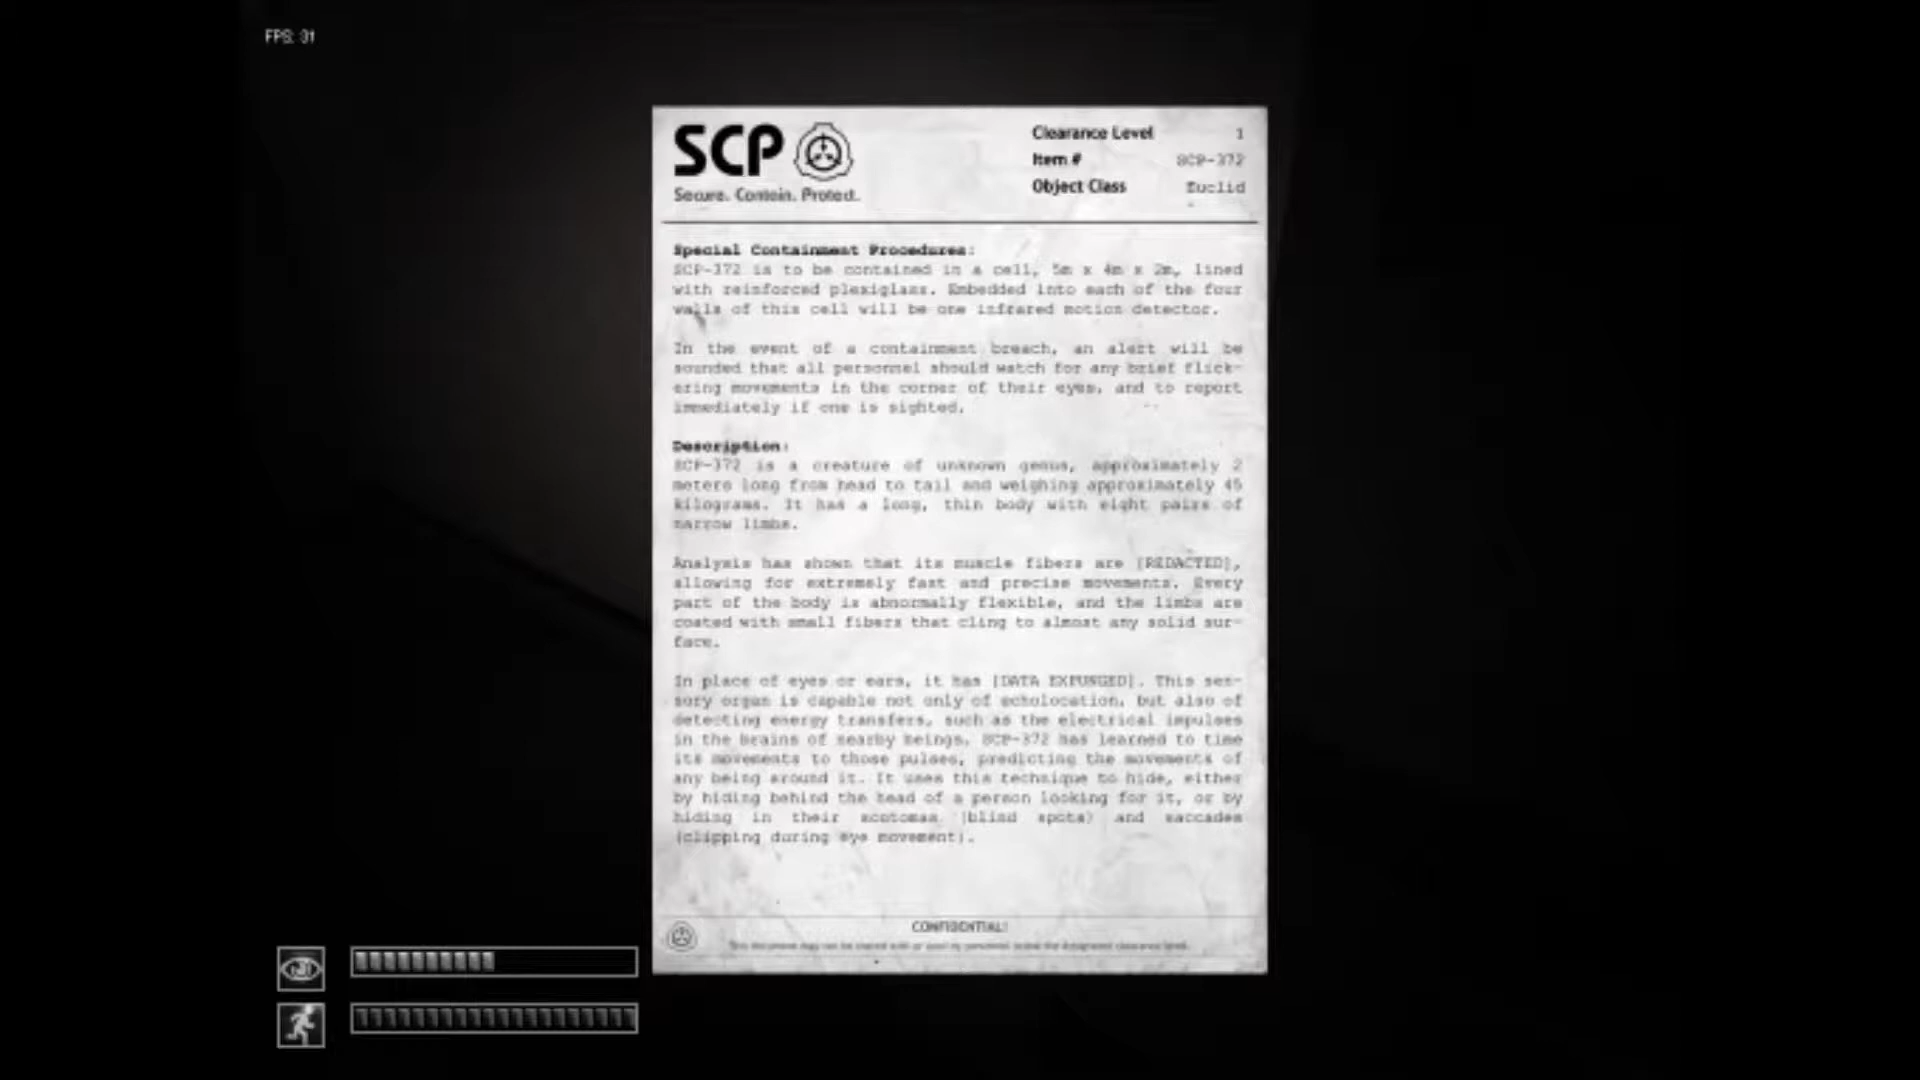 FPS: 31
SCP
Secure. Contain. Protect.
Clearance Level 1
Item # SCP-372
Object Class Euclid
Special Containment Procedures:
SCP-372 is to be contained in a cell, 5m x 4m x 2m, lined
with reinforced plexiglass. Embedded into each of the four
walls of this cell will be one infrared motion detector.
In the event of a containment breach, an alert will be
sounded that all personnel should watch for any brief flick-
ering movements in the corner of their eyes, and to report
immediately if one is sighted.
Description:
SCP-372 is a creature of unknown genus, approximately 2
meters long from head to tail and weighing approximately 45
kilograms. It has a long, thin body with eight pairs of
narrow limbs.
Analysis has shown that its muscle fibers are [REDACTED],
allowing for extremely fast and precise movements. Every
part of the body is abnormally flexible, and the limbs are
coated with small fibers that cling to almost any solid sur-
face.
In place of eyes or ears, it has [DATA EXPUNGED]. This sen-
sory organ is capable not only of echolocation, but also of
detecting energy transfers, such as the electrical impulses
in the brains of nearby beings. SCP-372 has learned to time
its movements to those pulses, predicting the movements of
any being around it. It uses this technique to hide, either
by hiding behind the head of a person looking for it, or by
hiding in their scotomas (blind spots) and saccades
(clipping during eye movement).
CONFIDENTIAL!